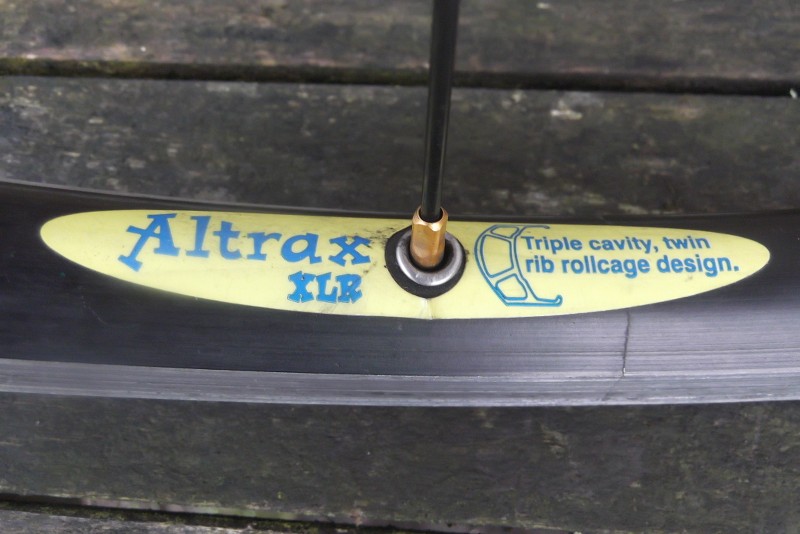 Altrax
XLR
Triple cavity, twin
rib rollcage design.